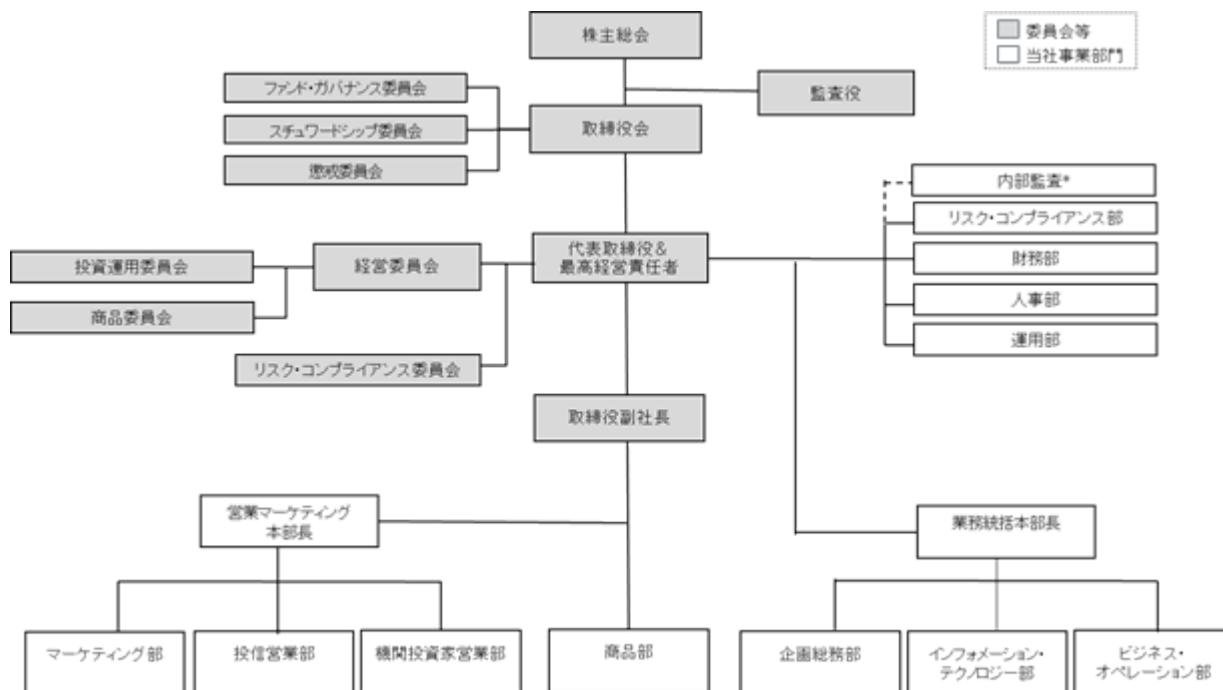 株主総会
委員会等
当社事業部門
ファンド・ガバナンス委員会
監査役
スチュワードシップ委員会
取締役会
懲戒委員会
内部監査*
リスク・コンプライアンス部
代表取締役&
最高経営責任者
経営委員会
投資運用委員会
財務部
商品委員会
人事部
運用部
リスク・コンプライアンス委員会
取締役副社長
営業マーケティング
本部長
業務統括本部長
マーケティング部
投信営業部
機関投資家営業部
商品部
企画総務部
インフォメーション・
テクノロジー部
ビジネス・
オペレーション部